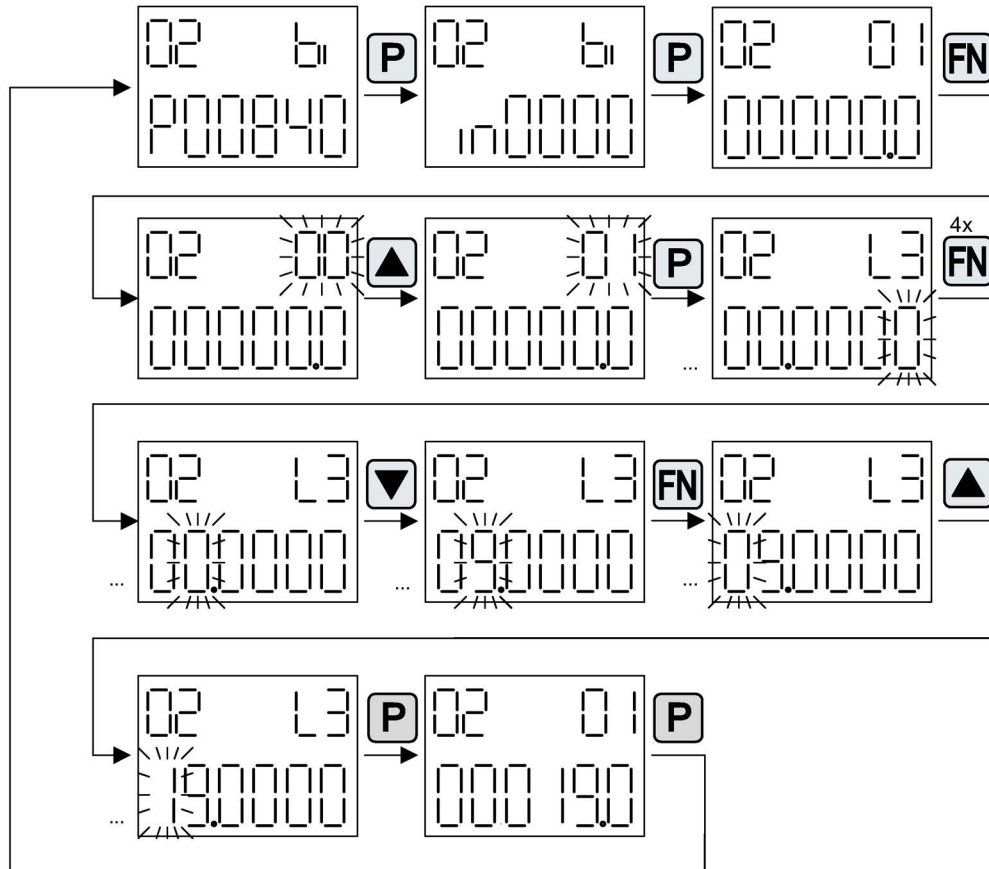 02 bi P 02 bi P 02 01 FN
P00840 in0000 00000.0
4x
02 00 02 01 P 02 L3 FN
00000.0 00000.0 ... 00.0000
02 L3 02 L3 FN 02 L3
... 00.0000 ... 09.0000 ... 09.0000
02 L3 P 02 01 P
... 19.0000 00019.0